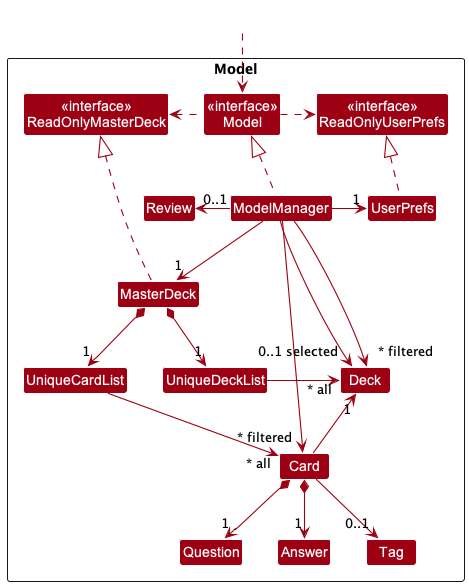 Model
«interface»
ReadOnlyMasterDeck
«interface»
Model
«interface»
ReadOnlyUserPrefs
Review
0..1
ModelManager
1
UserPrefs
1
MasterDeck
1
1
0..1 selected
* filtered
UniqueCardList
UniqueDeckList
* all
Deck
1
* filtered
* all
Card
1
1
0..1
Question
Answer
Tag